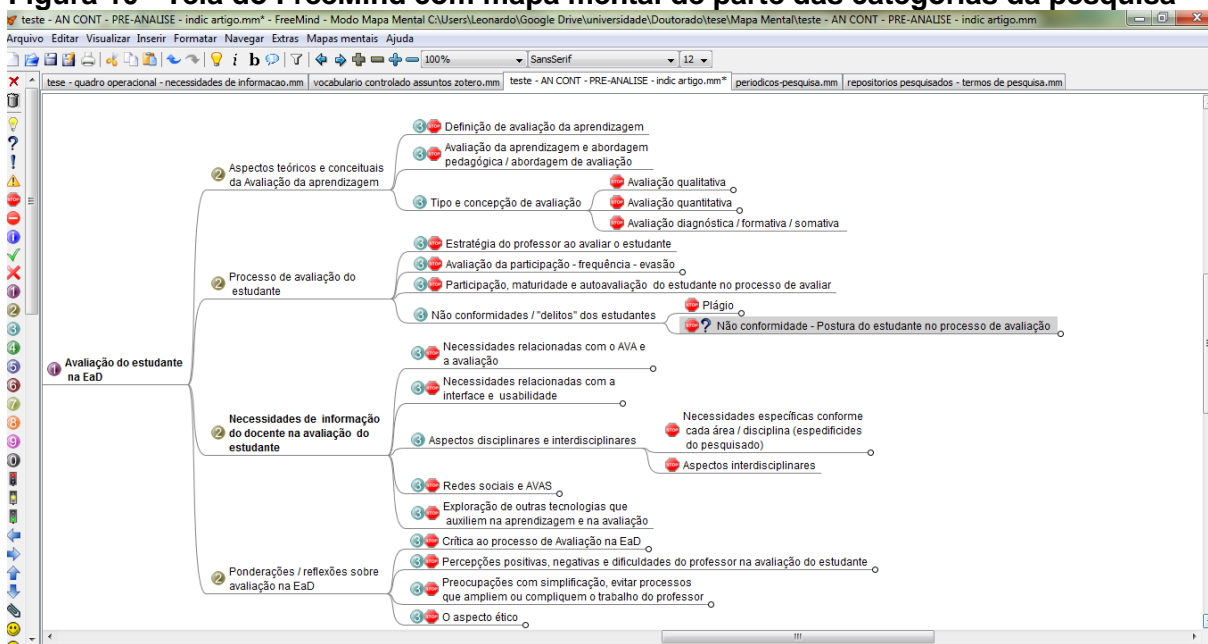 Figura 10 - Tela do FreeMind com mapa mental de parte das categorias da pesquisa
teste - AN CONT - PRE-ANALISE - indic artigo.mm* - FreeMind - Modo Mapa Mental C:\Users\Leonardo\Google Drive\universidade\Doutorado\tese\Mapa Mental\teste - AN CONT - PRE-ANALISE - indic artigo.mm
Arquivo Editar Visualizar Inserir Formatar Navegar Extras Mapas mentais Ajuda
100% SansSerif 12
tese - quadro operacional - necessidades de informacao.mm vocabulario controlado assuntos zotero.mm teste - AN CONT - PRE-ANALISE - indic artigo.mm* periodicos-pesquisa.mm repositorios pesquisados - termos de pesquisa.mm
Avaliação do estudante
na EaD
Aspectos teóricos e conceituais
da Avaliação da aprendizagem
Definição de avaliação da aprendizagem
Avaliação da aprendizagem e abordagem
pedagógica / abordagem de avaliação
Tipo e concepção de avaliação
Avaliação qualitativa
Avaliação quantitativa
Avaliação diagnóstica / formativa / somativa
Processo de avaliação do
estudante
Estratégia do professor ao avaliar o estudante
Avaliação da participação - frequência - evasão
Participação, maturidade e autoavaliação do estudante no processo de avaliar
Não conformidades / "delitos" dos estudantes
Plágio
Não conformidade - Postura do estudante no processo de avaliação
Necessidades de informação
do docente na avaliação do
estudante
Necessidades relacionadas com o AVA e
a avaliação
Necessidades relacionadas com a
interface e usabilidade
Aspectos disciplinares e interdisciplinares
Necessidades específicas conforme
cada área / disciplina (espedificides
do pesquisado)
Aspectos interdisciplinares
Redes sociais e AVAS
Exploração de outras tecnologias que
auxiliem na aprendizagem e na avaliação
Ponderações / reflexões sobre
avaliação na EaD
Crítica ao processo de Avaliação na EaD
Percepções positivas, negativas e dificuldades do professor na avaliação do estudante
Preocupações com simplificação, evitar processos
que ampliem ou compliquem o trabalho do professor
O aspecto ético